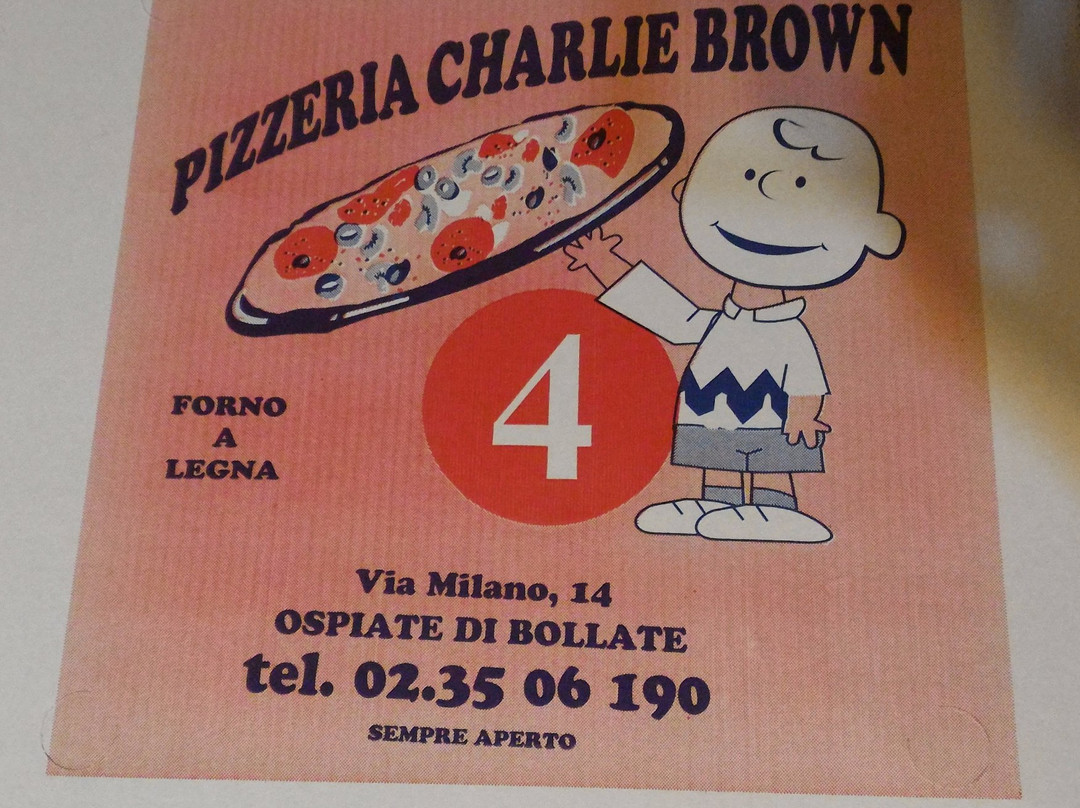 PIZZERIA CHARLIE BROWN
4
FORNO
A
LEGNA
Via Milano, 14
OSPIATE DI BOLLATE
tel. 02.35 06 190
SEMPRE APERTO